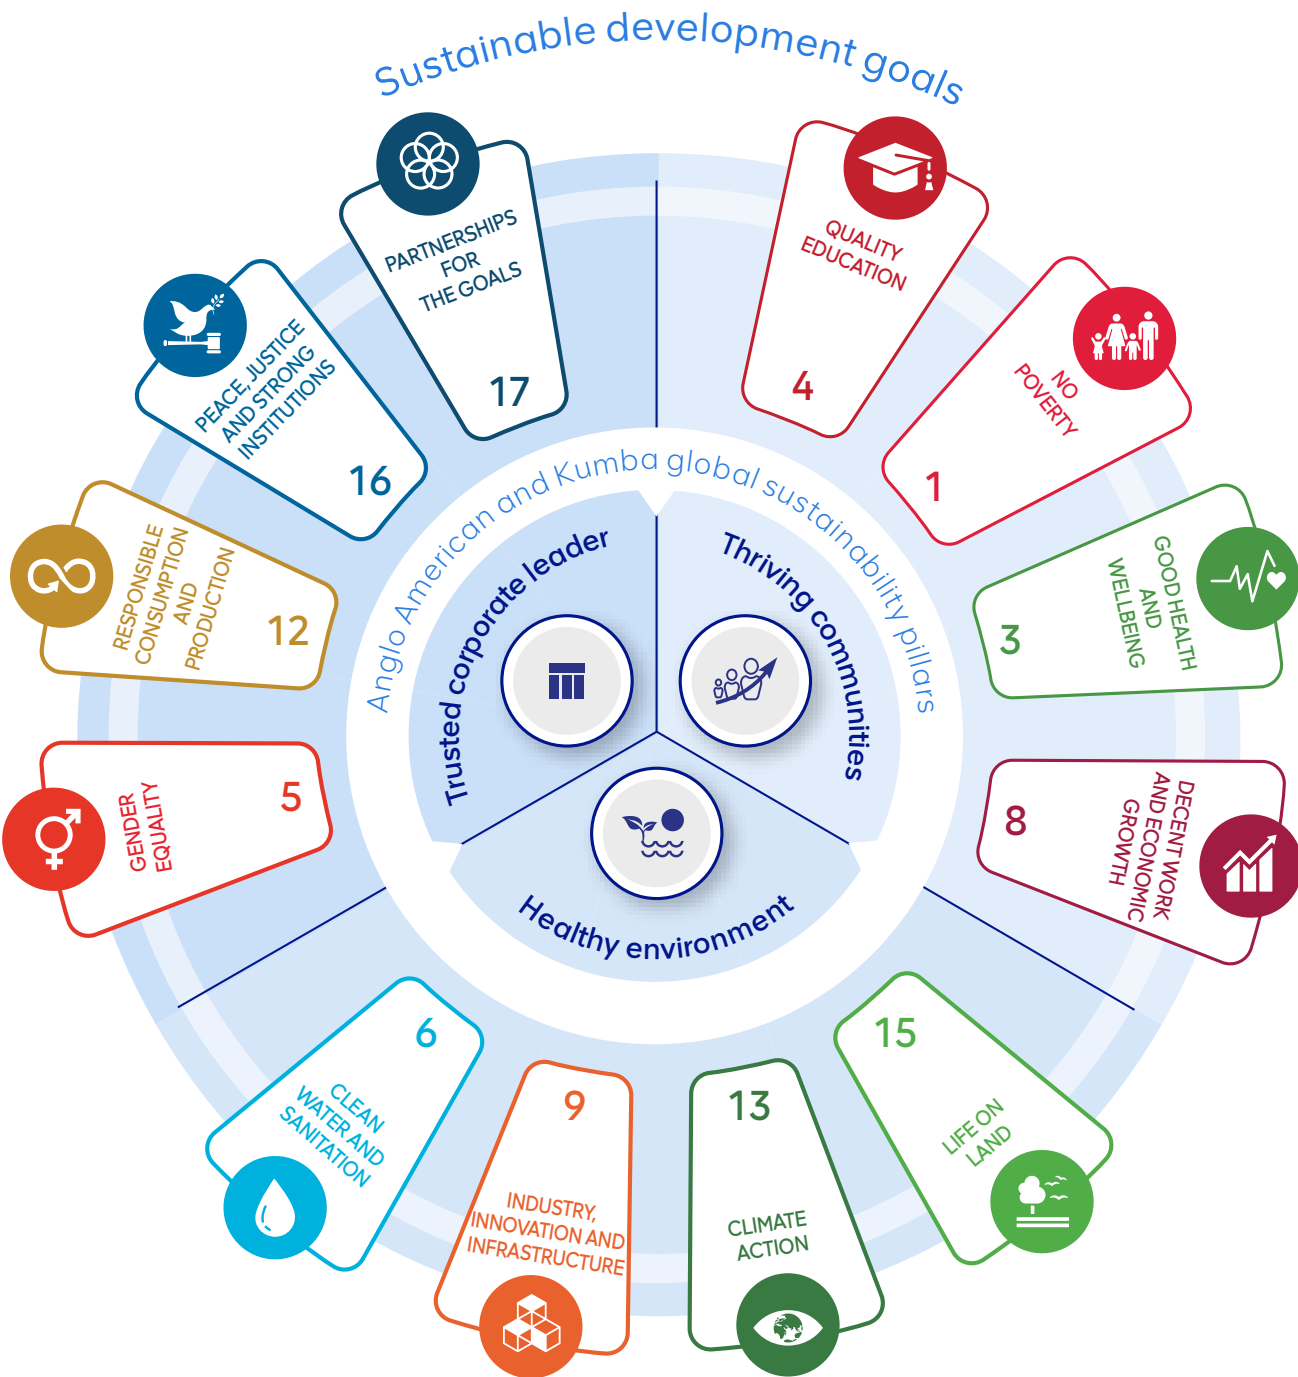 Sustainable development goals
QUALITY
EDUCATION
4
NO
POVERTY
1
GOOD HEALTH
AND
WELLBEING
3
DECENT WORK
AND ECONOMIC
GROWTH
8
15
LIFE ON
LAND
13
CLIMATE
ACTION
9
INDUSTRY,
INNOVATION AND
INFRASTRUCTURE
6
CLEAN
WATER AND
SANITATION
GENDER
EQUALITY
5
RESPONSIBLE
CONSUMPTION
AND
PRODUCTION
12
PEACE, JUSTICE
AND STRONG
INSTITUTIONS
16
PARTNERSHIPS
FOR
THE GOALS
17
Anglo American and Kumba global sustainability pillars
Trusted corporate leader
Thriving communities
Healthy environment